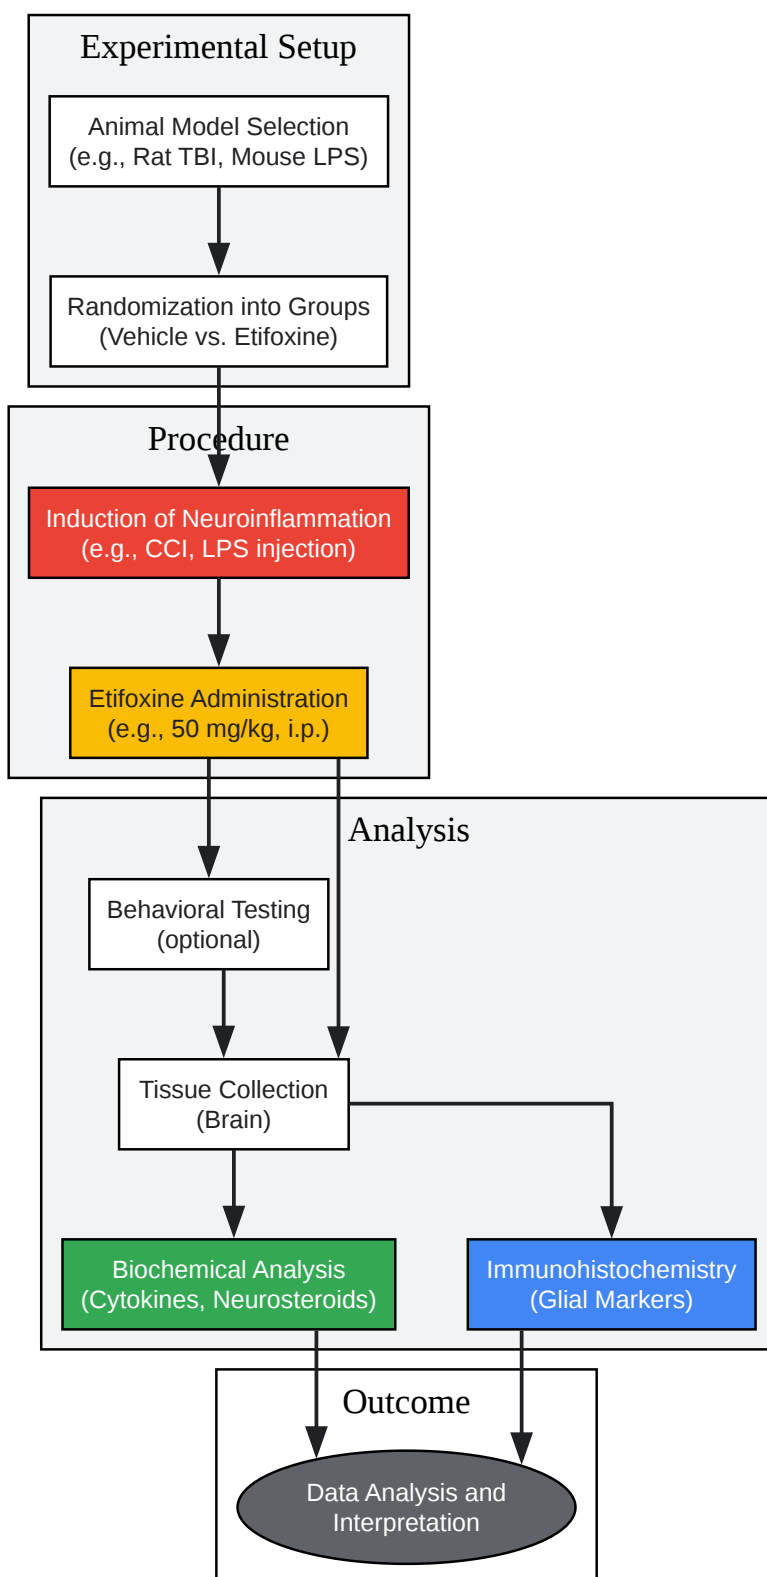 Experimental Setup
Animal Model Selection
(e.g., Rat TBI, Mouse LPS)
Randomization into Groups
(Vehicle vs. Etifoxine)
Procedure
Induction of Neuroinflammation
(e.g., CCI, LPS injection)
Etifoxine Administration
(e.g., 50 mg/kg, i.p.)
Analysis
Behavioral Testing
(optional)
Tissue Collection
(Brain)
Biochemical Analysis
(Cytokines, Neurosteroids)
Immunohistochemistry
(Glial Markers)
Outcome
Data Analysis and
Interpretation